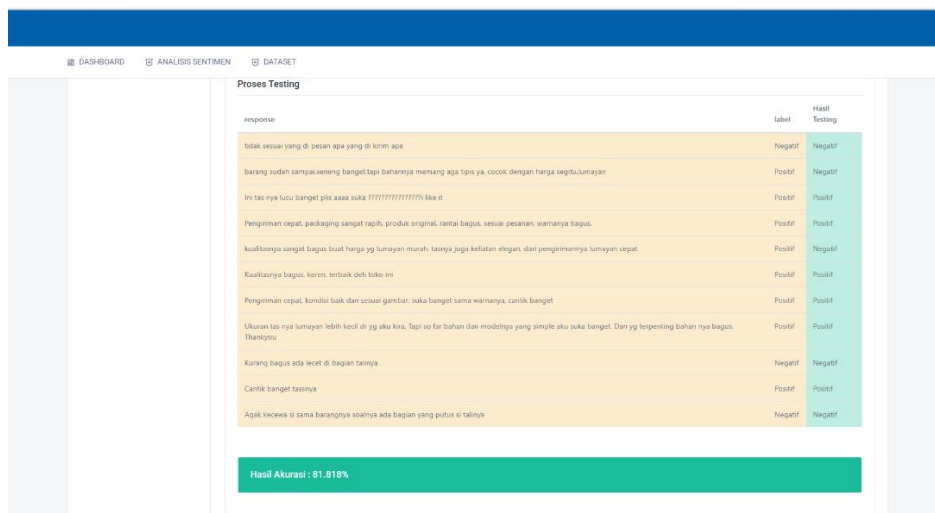 DASHBOARD ANALISIS SENTIMEN DATASET
Proses Testing
response label Hasil Testing
tidak sesuai yang di pesan apa yang di kirim apa Negatif Negatif
barang sudah sampai,seneng banget,tapi bahannya memang aga tipis ya, cocok dengan harga segitu,lumayan Positif Negatif
Ini tas nya lucu banget plis aaaa suka ????????????????i like it Positif Positif
Pengiriman cepat, packaging sangat rapih, produk original, rantai bagus, sesuai pesanan, warnanya bagus. Positif Positif
kualitasnya sangat bagus buat harga yg lumayan murah, tasnya juga keliatan elegan, dari pengirimannya lumayan cepat Positif Negatif
Kualitasnya bagus, keren, terbaik deh toko ini Positif Positif
Pengiriman cepat, kondisi baik dan sesuai gambar, suka banget sama warnanya, cantik banget Positif Positif
Ukuran tas nya lumayan lebih kecil dr yg aku kira. Tapi so far bahan dan modelnya yang simple aku suka banget. Dan yg terpenting bahan nya bagus. Positif Positif
Thankyou
Kurang bagus ada lecet di bagian talinya Negatif Negatif
Cantik banget tassnya Positif Positif
Agak kecewa si sama barangnya soalnya ada bagian yang putus si talinya Negatif Negatif
Hasil Akurasi : 81.818%